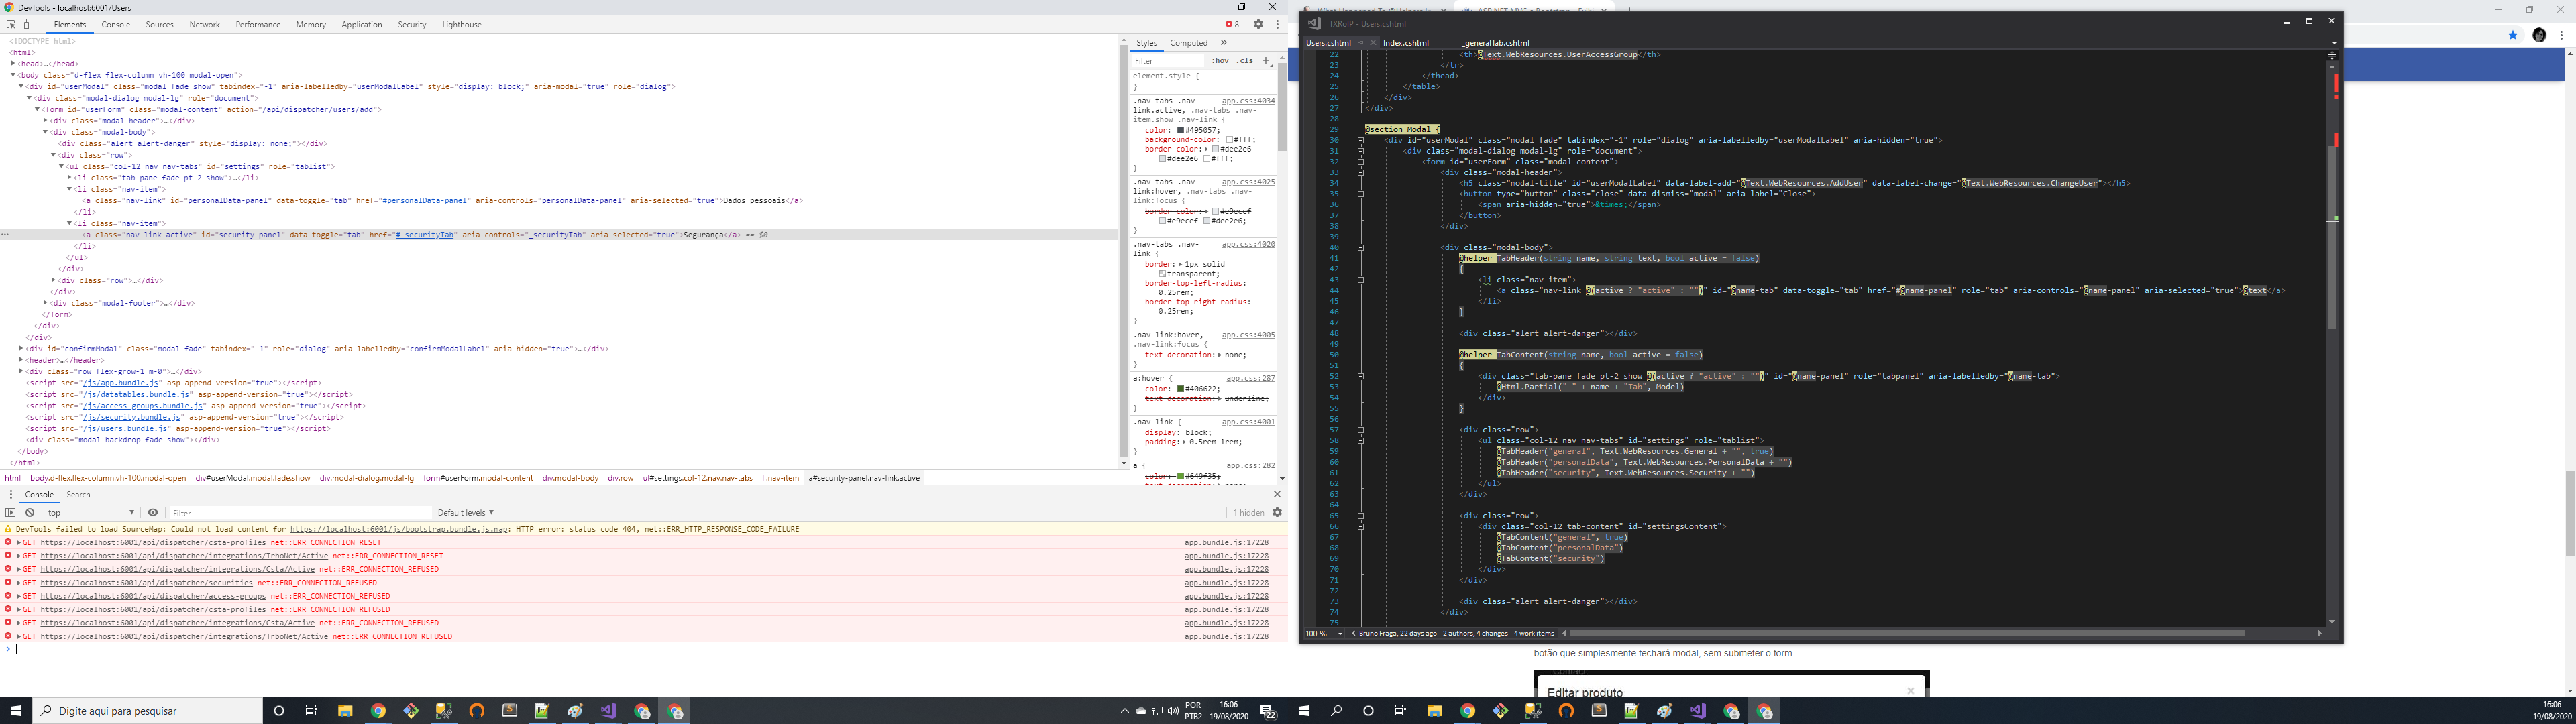 DevTools - localhost:6001/Users
Elements Console Sources Network Performance Memory Application Security Lighthouse
8
<!DOCTYPE html>
<html>
<head>…</head>
<body class="d-flex flex-column vh-100 modal-open">
<div id="userModal" class="modal fade show" tabindex="-1" aria-labelledby="userModalLabel" style="display: block;" aria-modal="true" role="dialog">
<div class="modal-dialog modal-lg" role="document">
<form id="userForm" class="modal-content" action="/api/dispatcher/users/add">
<div class="modal-header">…</div>
<div class="modal-body">
<div class="alert alert-danger" style="display: none;"></div>
<div class="row">
<ul class="col-12 nav nav-tabs" id="settings" role="tablist">
<li class="tab-pane fade pt-2 show">…</li>
<li class="nav-item">
<a class="nav-link" id="personalData-panel" data-toggle="tab" href="#personalData-panel" aria-controls="personalData-panel" aria-selected="true">Dados pessoais</a>
</li>
<li class="nav-item">
<a class="nav-link active" id="security-panel" data-toggle="tab" href="#_securityTab" aria-controls="_securityTab" aria-selected="true">Segurança</a> == $0
</li>
</ul>
</div>
<div class="row">…</div>
</div>
<div class="modal-footer">…</div>
</form>
</div>
</div>
<div id="confirmModal" class="modal fade" tabindex="-1" role="dialog" aria-labelledby="confirmModalLabel" aria-hidden="true">…</div>
<header>…</header>
<div class="row flex-grow-1 m-0">…</div>
<script src="/js/app.bundle.js" asp-append-version="true"></script>
<script src="/js/datatables.bundle.js" asp-append-version="true"></script>
<script src="/js/access-groups.bundle.js" asp-append-version="true"></script>
<script src="/js/security.bundle.js" asp-append-version="true"></script>
<script src="/js/users.bundle.js" asp-append-version="true"></script>
<div class="modal-backdrop fade show"></div>
</body>
</html>
html body.d-flex.flex-column.vh-100.modal-open div#userModal.modal.fade.show div.modal-dialog.modal-lg form#userForm.modal-content div.modal-body div.row ul#settings.col-12.nav.nav-tabs li.nav-item a#security-panel.nav-link.active
Styles Computed »
Filter :hov .cls +
element.style {
}
.nav-tabs .nav- app.css:4034
link.active, .nav-tabs .nav-
item.show .nav-link {
color: #495057;
background-color: #fff;
border-color: #dee2e6
#dee2e6 #fff;
}
.nav-tabs .nav- app.css:4025
link:hover, .nav-tabs .nav-
link:focus {
border-color: #e9ecef
#e9ecef #dee2e6;
}
.nav-tabs .nav- app.css:4020
link {
border: 1px solid
transparent;
border-top-left-radius:
0.25rem;
border-top-right-radius:
0.25rem;
}
.nav-link:hover, app.css:4005
.nav-link:focus {
text-decoration: none;
}
a:hover { app.css:287
color: #406622;
text-decoration: underline;
}
.nav-link { app.css:4001
display: block;
padding: 0.5rem 1rem;
}
a { app.css:282
color: #649f35;
Console Search
top Filter Default levels 1 hidden
DevTools failed to load SourceMap: Could not load content for https://localhost:6001/js/bootstrap.bundle.js.map: HTTP error: status code 404, net::ERR_HTTP_RESPONSE_CODE_FAILURE
GET https://localhost:6001/api/dispatcher/csta-profiles net::ERR_CONNECTION_RESET app.bundle.js:17228
GET https://localhost:6001/api/dispatcher/integrations/TrboNet/Active net::ERR_CONNECTION_RESET app.bundle.js:17228
GET https://localhost:6001/api/dispatcher/integrations/Csta/Active net::ERR_CONNECTION_REFUSED app.bundle.js:17228
GET https://localhost:6001/api/dispatcher/securities net::ERR_CONNECTION_REFUSED app.bundle.js:17228
GET https://localhost:6001/api/dispatcher/access-groups net::ERR_CONNECTION_REFUSED app.bundle.js:17228
GET https://localhost:6001/api/dispatcher/csta-profiles net::ERR_CONNECTION_REFUSED app.bundle.js:17228
GET https://localhost:6001/api/dispatcher/integrations/Csta/Active net::ERR_CONNECTION_REFUSED app.bundle.js:17228
GET https://localhost:6001/api/dispatcher/integrations/TrboNet/Active net::ERR_CONNECTION_REFUSED app.bundle.js:17228
Digite aqui para pesquisar
POR
PTB2
16:06
19/08/2020
22
TXRoIP - Users.cshtml
Users.cshtml Index.cshtml _generalTab.cshtml
22 <th>@Text.WebResources.UserAccessGroup</th>
23 </tr>
24 </thead>
25 </table>
26 </div>
27 </div>
28
29 @section Modal {
30 <div id="userModal" class="modal fade" tabindex="-1" role="dialog" aria-labelledby="userModalLabel" aria-hidden="true">
31 <div class="modal-dialog modal-lg" role="document">
32 <form id="userForm" class="modal-content">
33 <div class="modal-header">
34 <h5 class="modal-title" id="userModalLabel" data-label-add="@Text.WebResources.AddUser" data-label-change="@Text.WebResources.ChangeUser"></h5>
35 <button type="button" class="close" data-dismiss="modal" aria-label="Close">
36 <span aria-hidden="true">&times;</span>
37 </button>
38 </div>
39
40 <div class="modal-body">
41 @helper TabHeader(string name, string text, bool active = false)
42 {
43 <li class="nav-item">
44 <a class="nav-link @(active ? "active" : "")" id="@name-tab" data-toggle="tab" href="#@name-panel" role="tab" aria-controls="@name-panel" aria-selected="true">@text</a>
45 </li>
46 }
47
48 <div class="alert alert-danger"></div>
49
50 @helper TabContent(string name, bool active = false)
51 {
52 <div class="tab-pane fade pt-2 show @(active ? "active" : "")" id="@name-panel" role="tabpanel" aria-labelledby="@name-tab">
53 @Html.Partial("_" + name + "Tab", Model)
54 </div>
55 }
56
57 <div class="row">
58 <ul class="col-12 nav nav-tabs" id="settings" role="tablist">
59 @TabHeader("general", Text.WebResources.General + "", true)
60 @TabHeader("personalData", Text.WebResources.PersonalData + "")
61 @TabHeader("security", Text.WebResources.Security + "")
62 </ul>
63 </div>
64
65 <div class="row">
66 <div class="col-12 tab-content" id="settingsContent">
67 @TabContent("general", true)
68 @TabContent("personalData")
69 @TabContent("security")
70 </div>
71 </div>
72
73 <div class="alert alert-danger"></div>
74 </div>
75
100 % Bruno Fraga, 22 days ago | 2 authors, 4 changes | 4 work items
botão que simplesmente fechará modal, sem submeter o form.
Editar produto
16:06
19/08/2020